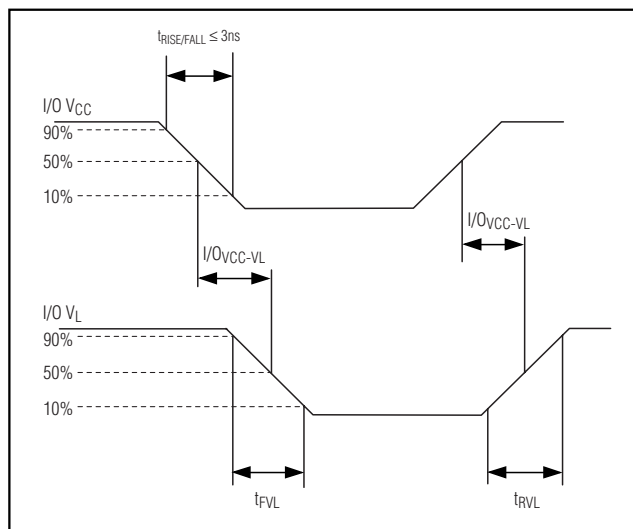 tRISE/FALL ≤ 3ns
I/O VCC
90%
50%
10%
I/OVCC-VL
I/OVCC-VL
I/O VL
90%
50%
10%
tFVL
tRVL